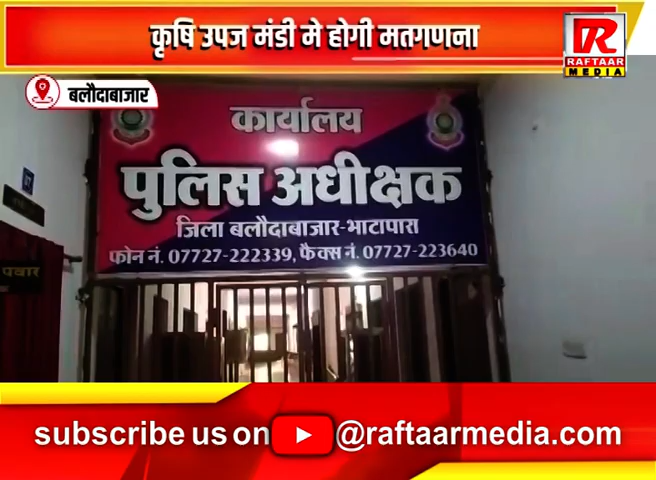 कृषि उपज मंडी मे होगी मतगणना
R
RAFTAAR
MEDIA
बलौदाबाजार
कार्यालय
पुलिस अधीक्षक
जिला बलौदाबाजार-भाटापारा
फोन नं. 07727-222339, फैक्स नं. 07727-223640
पवार
subscribe us on @raftaarmedia.com